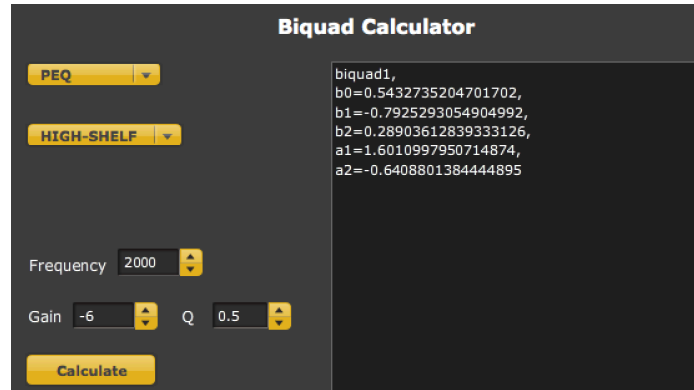 Biquad Calculator
PEQ
HIGH-SHELF
Frequency 2000
Gain -6 Q 0.5
Calculate
biquad1,
b0=0.5432735204701702,
b1=-0.7925293054904992,
b2=0.28903612839333126,
a1=1.6010997950714874,
a2=-0.6408801384444895